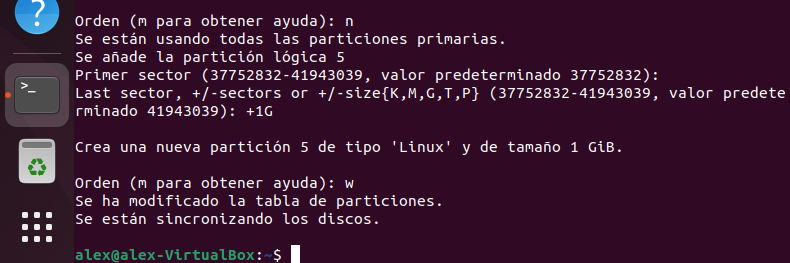 Orden (m para obtener ayuda): n
Se están usando todas las particiones primarias.
Se añade la partición lógica 5
Primer sector (37752832-41943039, valor predeterminado 37752832):
Last sector, +/-sectors or +/-size{K,M,G,T,P} (37752832-41943039, valor predete
rminado 41943039): +1G
Crea una nueva partición 5 de tipo 'Linux' y de tamaño 1 GiB.
Orden (m para obtener ayuda): w
Se ha modificado la tabla de particiones.
Se están sincronizando los discos.
alex@alex-VirtualBox:~$